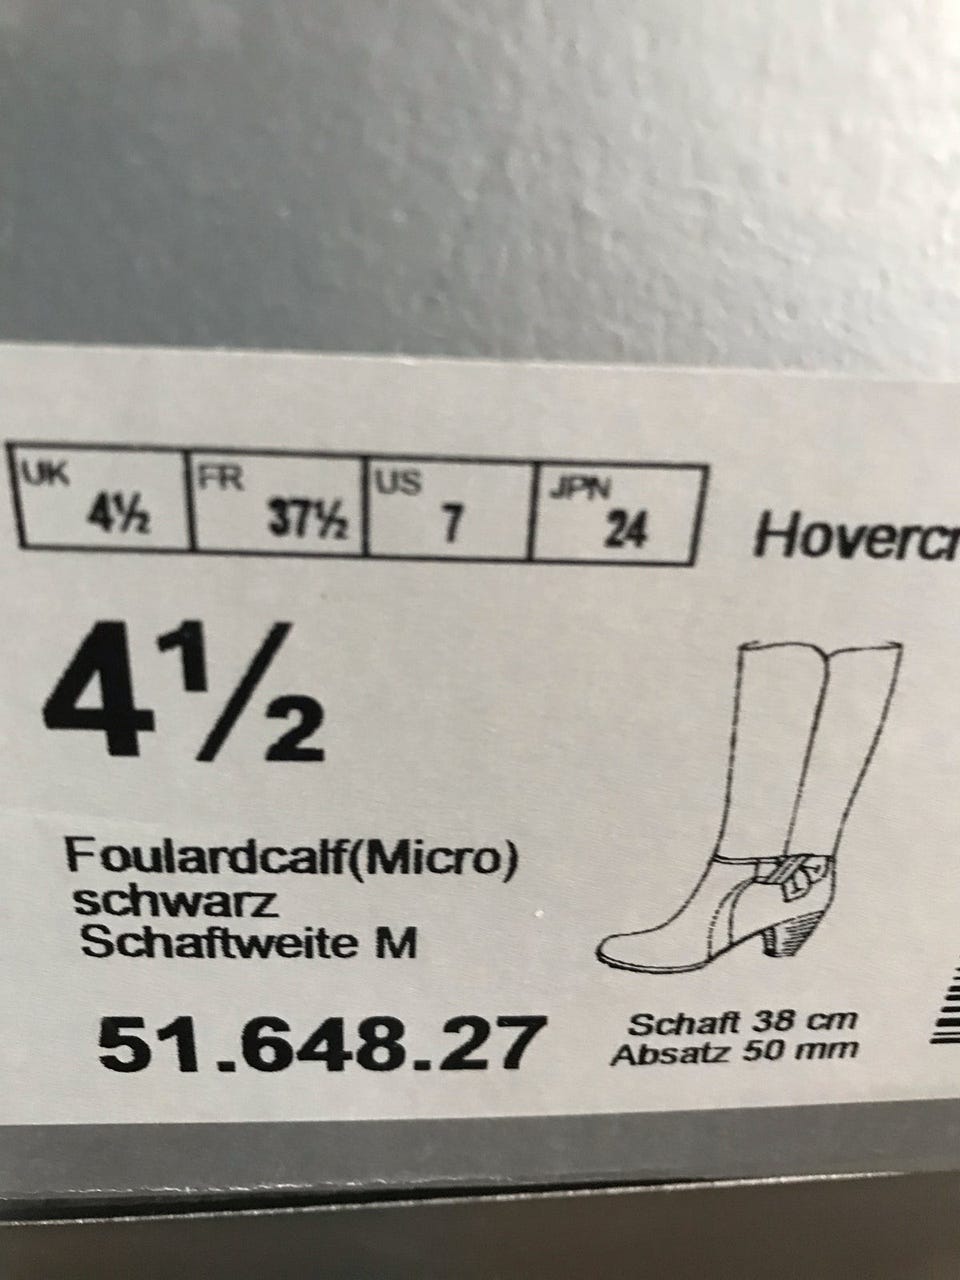 UK 4½ FR 37½ US 7 JPN 24
Hovercr
4½
Foulardcalf(Micro)
schwarz
Schaftweite M
51.648.27
Schaft 38 cm
Absatz 50 mm